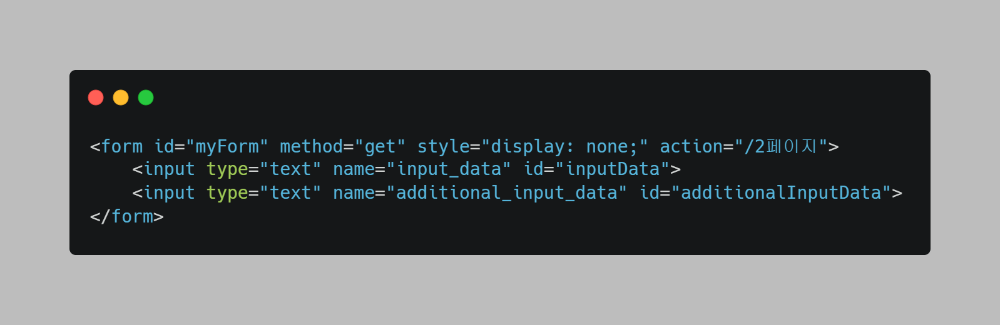 <form id="myForm" method="get" style="display: none;" action="/2페이지">
    <input type="text" name="input_data" id="inputData">
    <input type="text" name="additional_input_data" id="additionalInputData">
</form>